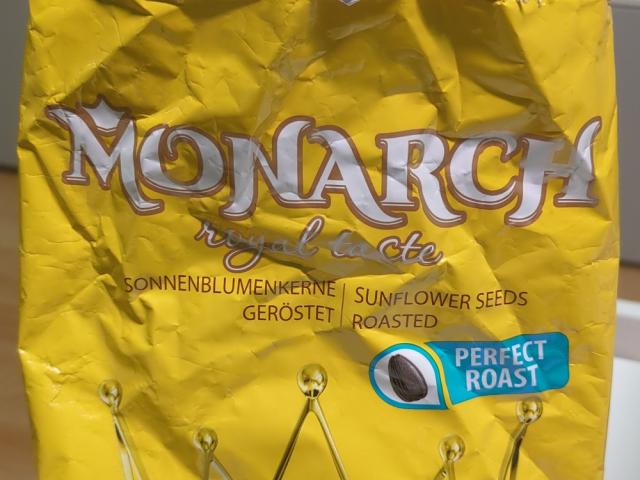 MONARCH
royal taste
SONNENBLUMENKERNE
GERÖSTET
SUNFLOWER SEEDS
ROASTED
PERFECT
ROAST